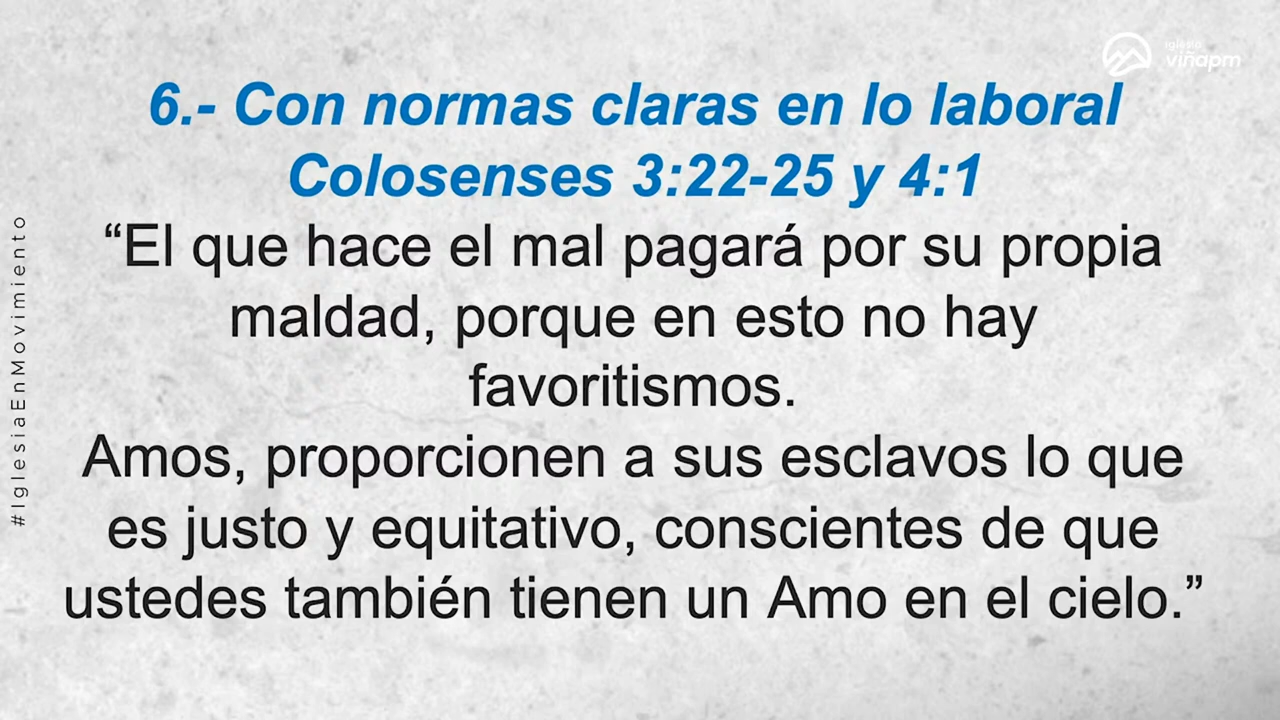 iglesia
viñapm
6.- Con normas claras en lo laboral
Colosenses 3:22-25 y 4:1
“El que hace el mal pagará por su propia
maldad, porque en esto no hay
favoritismos.
Amos, proporcionen a sus esclavos lo que
es justo y equitativo, conscientes de que
ustedes también tienen un Amo en el cielo.”
#IglesiaEnMovimiento